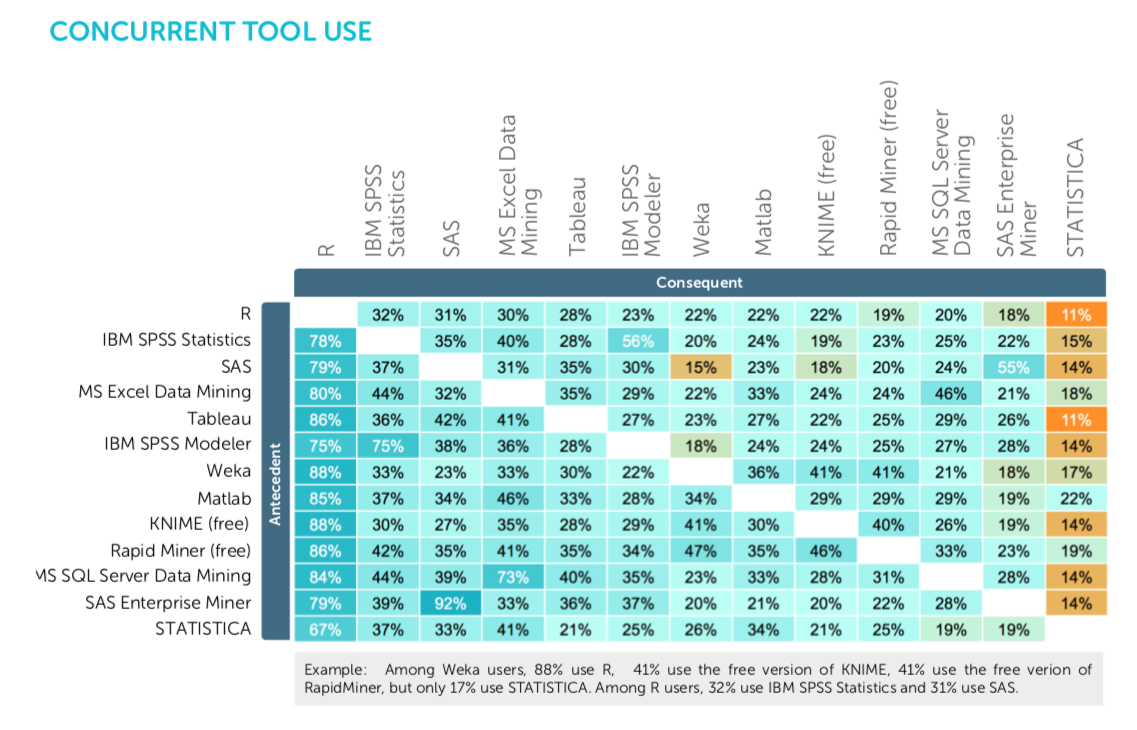 CONCURRENT TOOL USE
R
IBM SPSS
Statistics
SAS
MS Excel Data
Mining
Tableau
IBM SPSS
Modeler
Weka
Matlab
KNIME (free)
Rapid Miner (free)
MS SQL Server
Data Mining
SAS Enterprise
Miner
STATISTICA
Consequent
Antecedent
R 32% 31% 30% 28% 23% 22% 22% 22% 19% 20% 18% 11%
IBM SPSS Statistics 78% 35% 40% 28% 56% 20% 24% 19% 23% 25% 22% 15%
SAS 79% 37% 31% 35% 30% 15% 23% 18% 20% 24% 55% 14%
MS Excel Data Mining 80% 44% 32% 35% 29% 22% 33% 24% 24% 46% 21% 18%
Tableau 86% 36% 42% 41% 27% 23% 27% 22% 25% 29% 26% 11%
IBM SPSS Modeler 75% 75% 38% 36% 28% 18% 24% 24% 25% 27% 28% 14%
Weka 88% 33% 23% 33% 30% 22% 36% 41% 41% 21% 18% 17%
Matlab 85% 37% 34% 46% 33% 28% 34% 29% 29% 29% 19% 22%
KNIME (free) 88% 30% 27% 35% 28% 29% 41% 30% 40% 26% 19% 14%
Rapid Miner (free) 86% 42% 35% 41% 35% 34% 47% 35% 46% 33% 23% 19%
MS SQL Server Data Mining 84% 44% 39% 73% 40% 35% 23% 33% 28% 31% 28% 14%
SAS Enterprise Miner 79% 39% 92% 33% 36% 37% 20% 21% 20% 22% 28% 14%
STATISTICA 67% 37% 33% 41% 21% 25% 26% 34% 21% 25% 19% 19%
Example: Among Weka users, 88% use R, 41% use the free version of KNIME, 41% use the free verion of
RapidMiner, but only 17% use STATISTICA. Among R users, 32% use IBM SPSS Statistics and 31% use SAS.